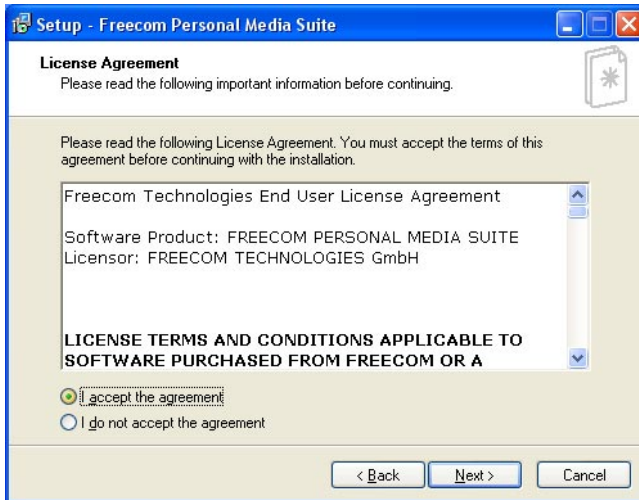 Setup - Freecom Personal Media Suite
License Agreement
Please read the following important information before continuing.
Please read the following License Agreement. You must accept the terms of this
agreement before continuing with the installation.
Freecom Technologies End User License Agreement
Software Product: FREECOM PERSONAL MEDIA SUITE
Licensor: FREECOM TECHNOLOGIES GmbH
LICENSE TERMS AND CONDITIONS APPLICABLE TO
SOFTWARE PURCHASED FROM FREECOM OR A
I accept the agreement
I do not accept the agreement
< Back
Next >
Cancel